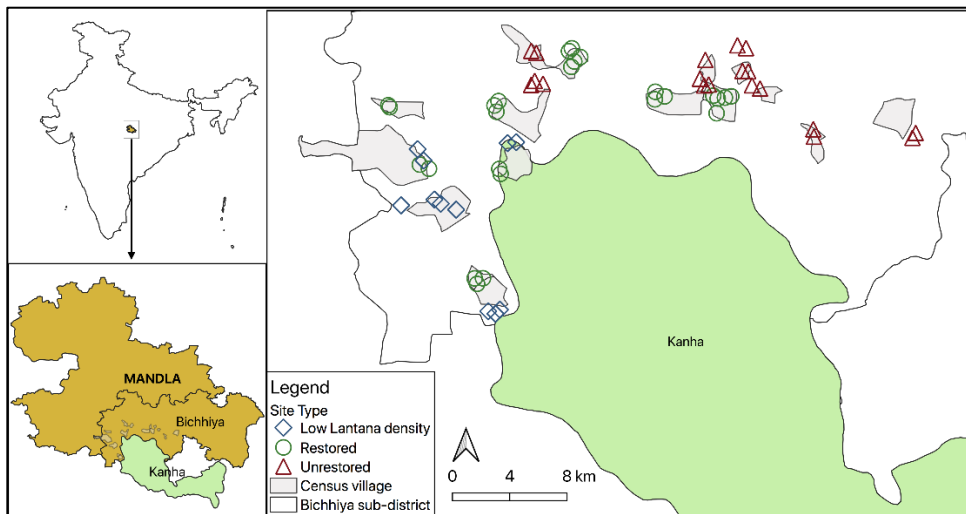 MANDLA
Bichhiya
Kanha
Kanha
Legend
Site Type
Low Lantana density
Restored
Unrestored
Census village
Bichhiya sub-district
0 4 8 km